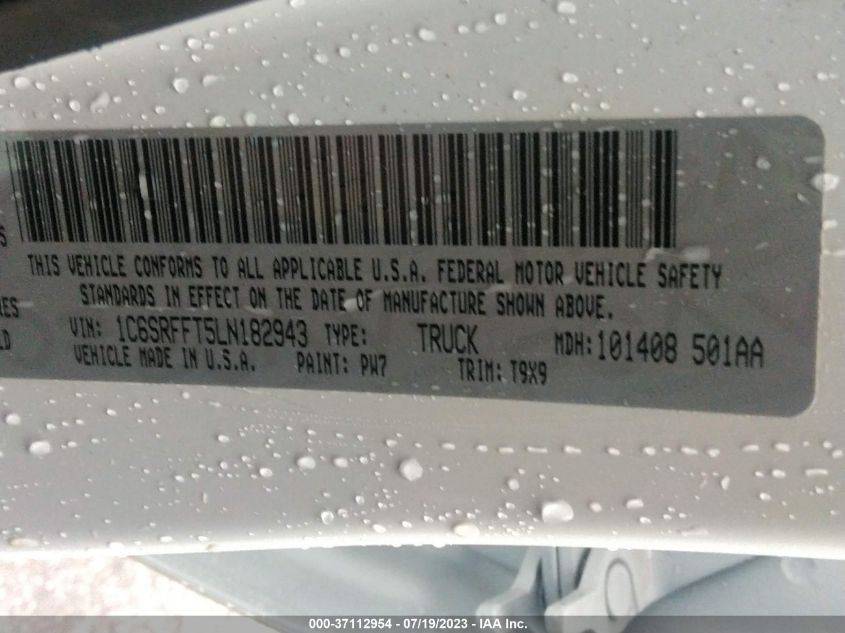 S
THIS VEHICLE CONFORMS TO ALL APPLICABLE U.S.A. FEDERAL MOTOR VEHICLE SAFETY
RES
STANDARDS IN EFFECT ON THE DATE OF MANUFACTURE SHOWN ABOVE.
LD
VIN: 1C6SRFFT5LN182943 TYPE: TRUCK MDH:101408 501AA
VEHICLE MADE IN U.S.A. PAINT: PW7 TRIM: T9X9
000-37112954 - 07/19/2023 - IAA Inc.